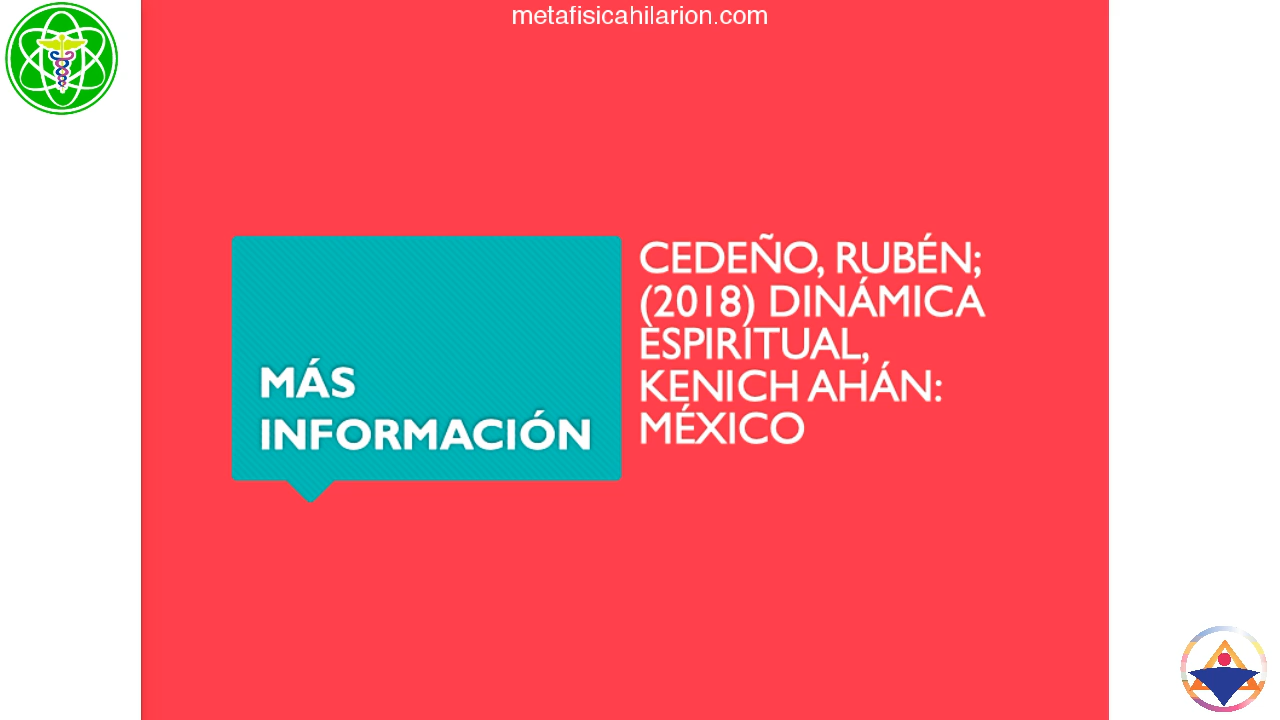 metafisicahilarion.com
MÁS
INFORMACIÓN
CEDEÑO, RUBÉN;
(2018) DINÁMICA
ESPIRITUAL,
KENICH AHÁN:
MÉXICO